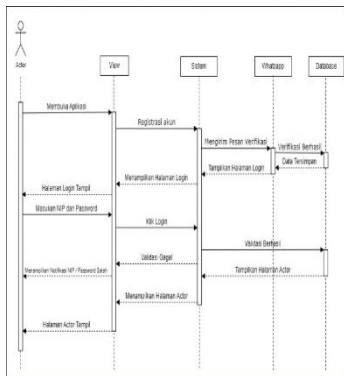 Actor
View
Sistem
Whatsapp
Database
Membuka Aplikasi
Registrasi akun
Mengirim Pesan Verifikasi
Verifikasi Berhasil
Data Tersimpan
Tampilkan Halaman Login
Menampilkan Halaman Login
Halaman Login Tampil
Masukan NIP dan Password
Klik Login
Validasi Berhasil
Validasi Gagal
Menampilkan Notifikasi NIP / Password Salah
Tampilkan Halaman Actor
Menampilkan Halaman Actor
Halaman Actor Tampil